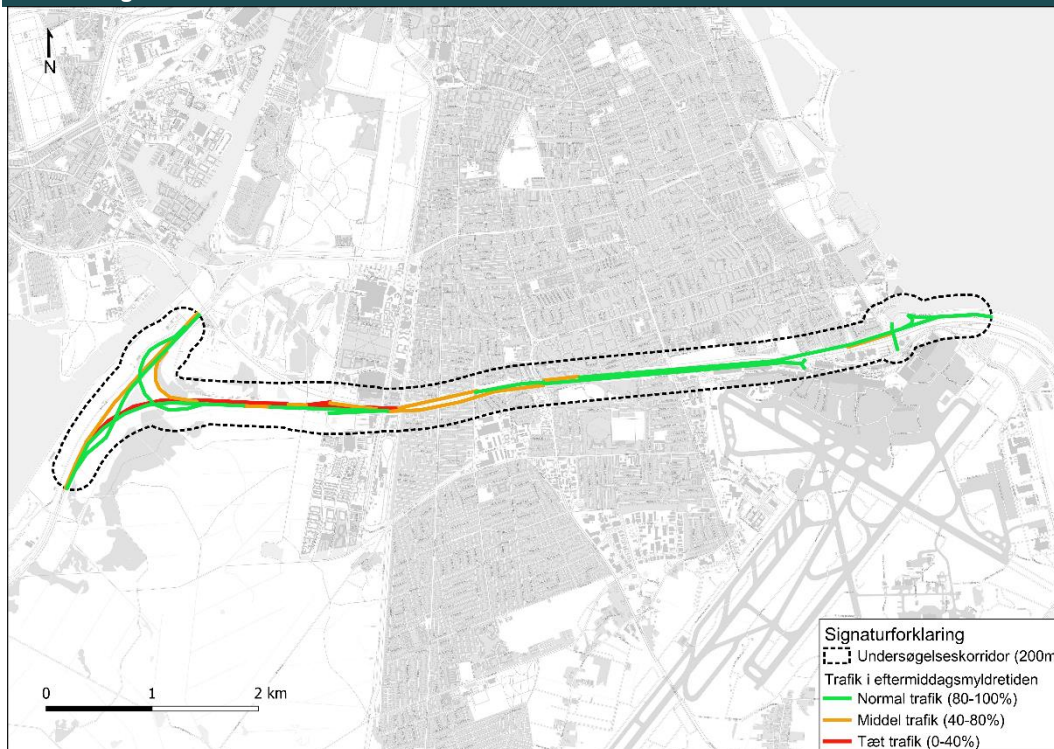 N
0 1 2 km
Signaturforklaring
Undersøgelseskorridor (200m
Trafik i eftermiddagsmyldretiden
Normal trafik (80-100%)
Middel trafik (40-80%)
Tæt trafik (0-40%)